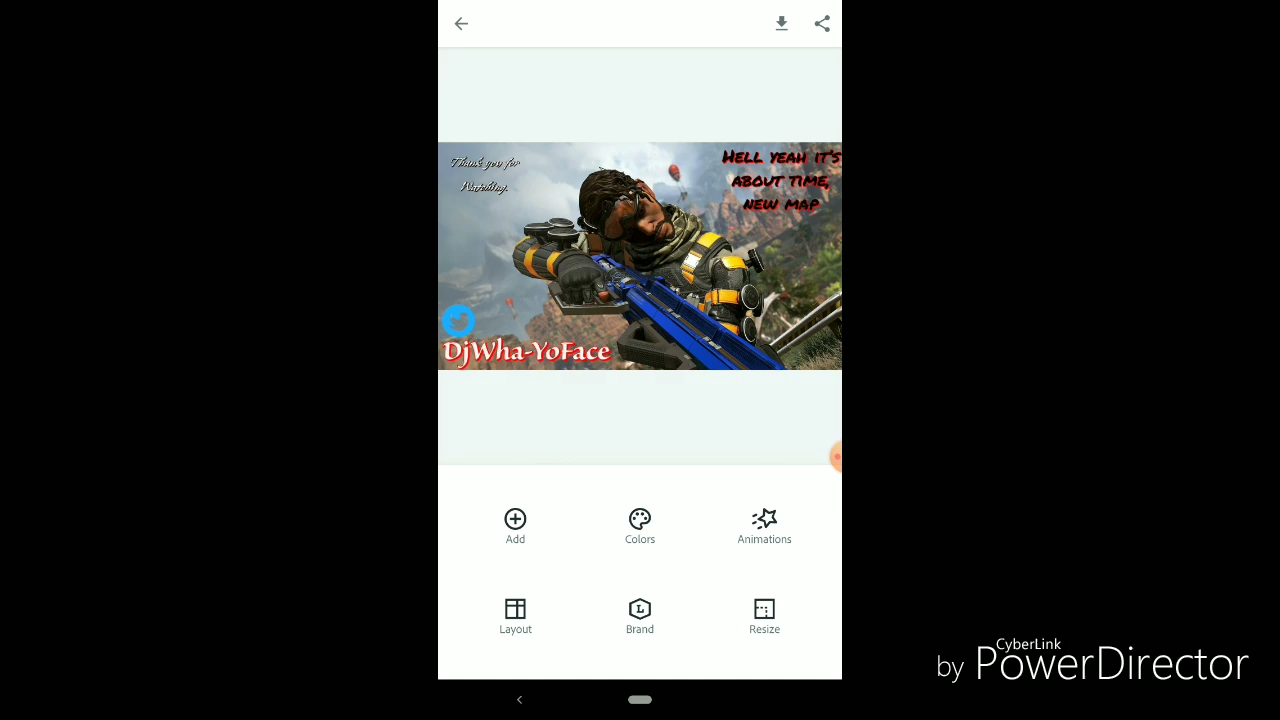 Thank you for
Watching.
HELL YEAH IT'S
ABOUT TIME,
NEW MAP
DjWha-YoFace
Add
Colors
Animations
Layout
L
Brand
Resize
CyberLink
by PowerDirector